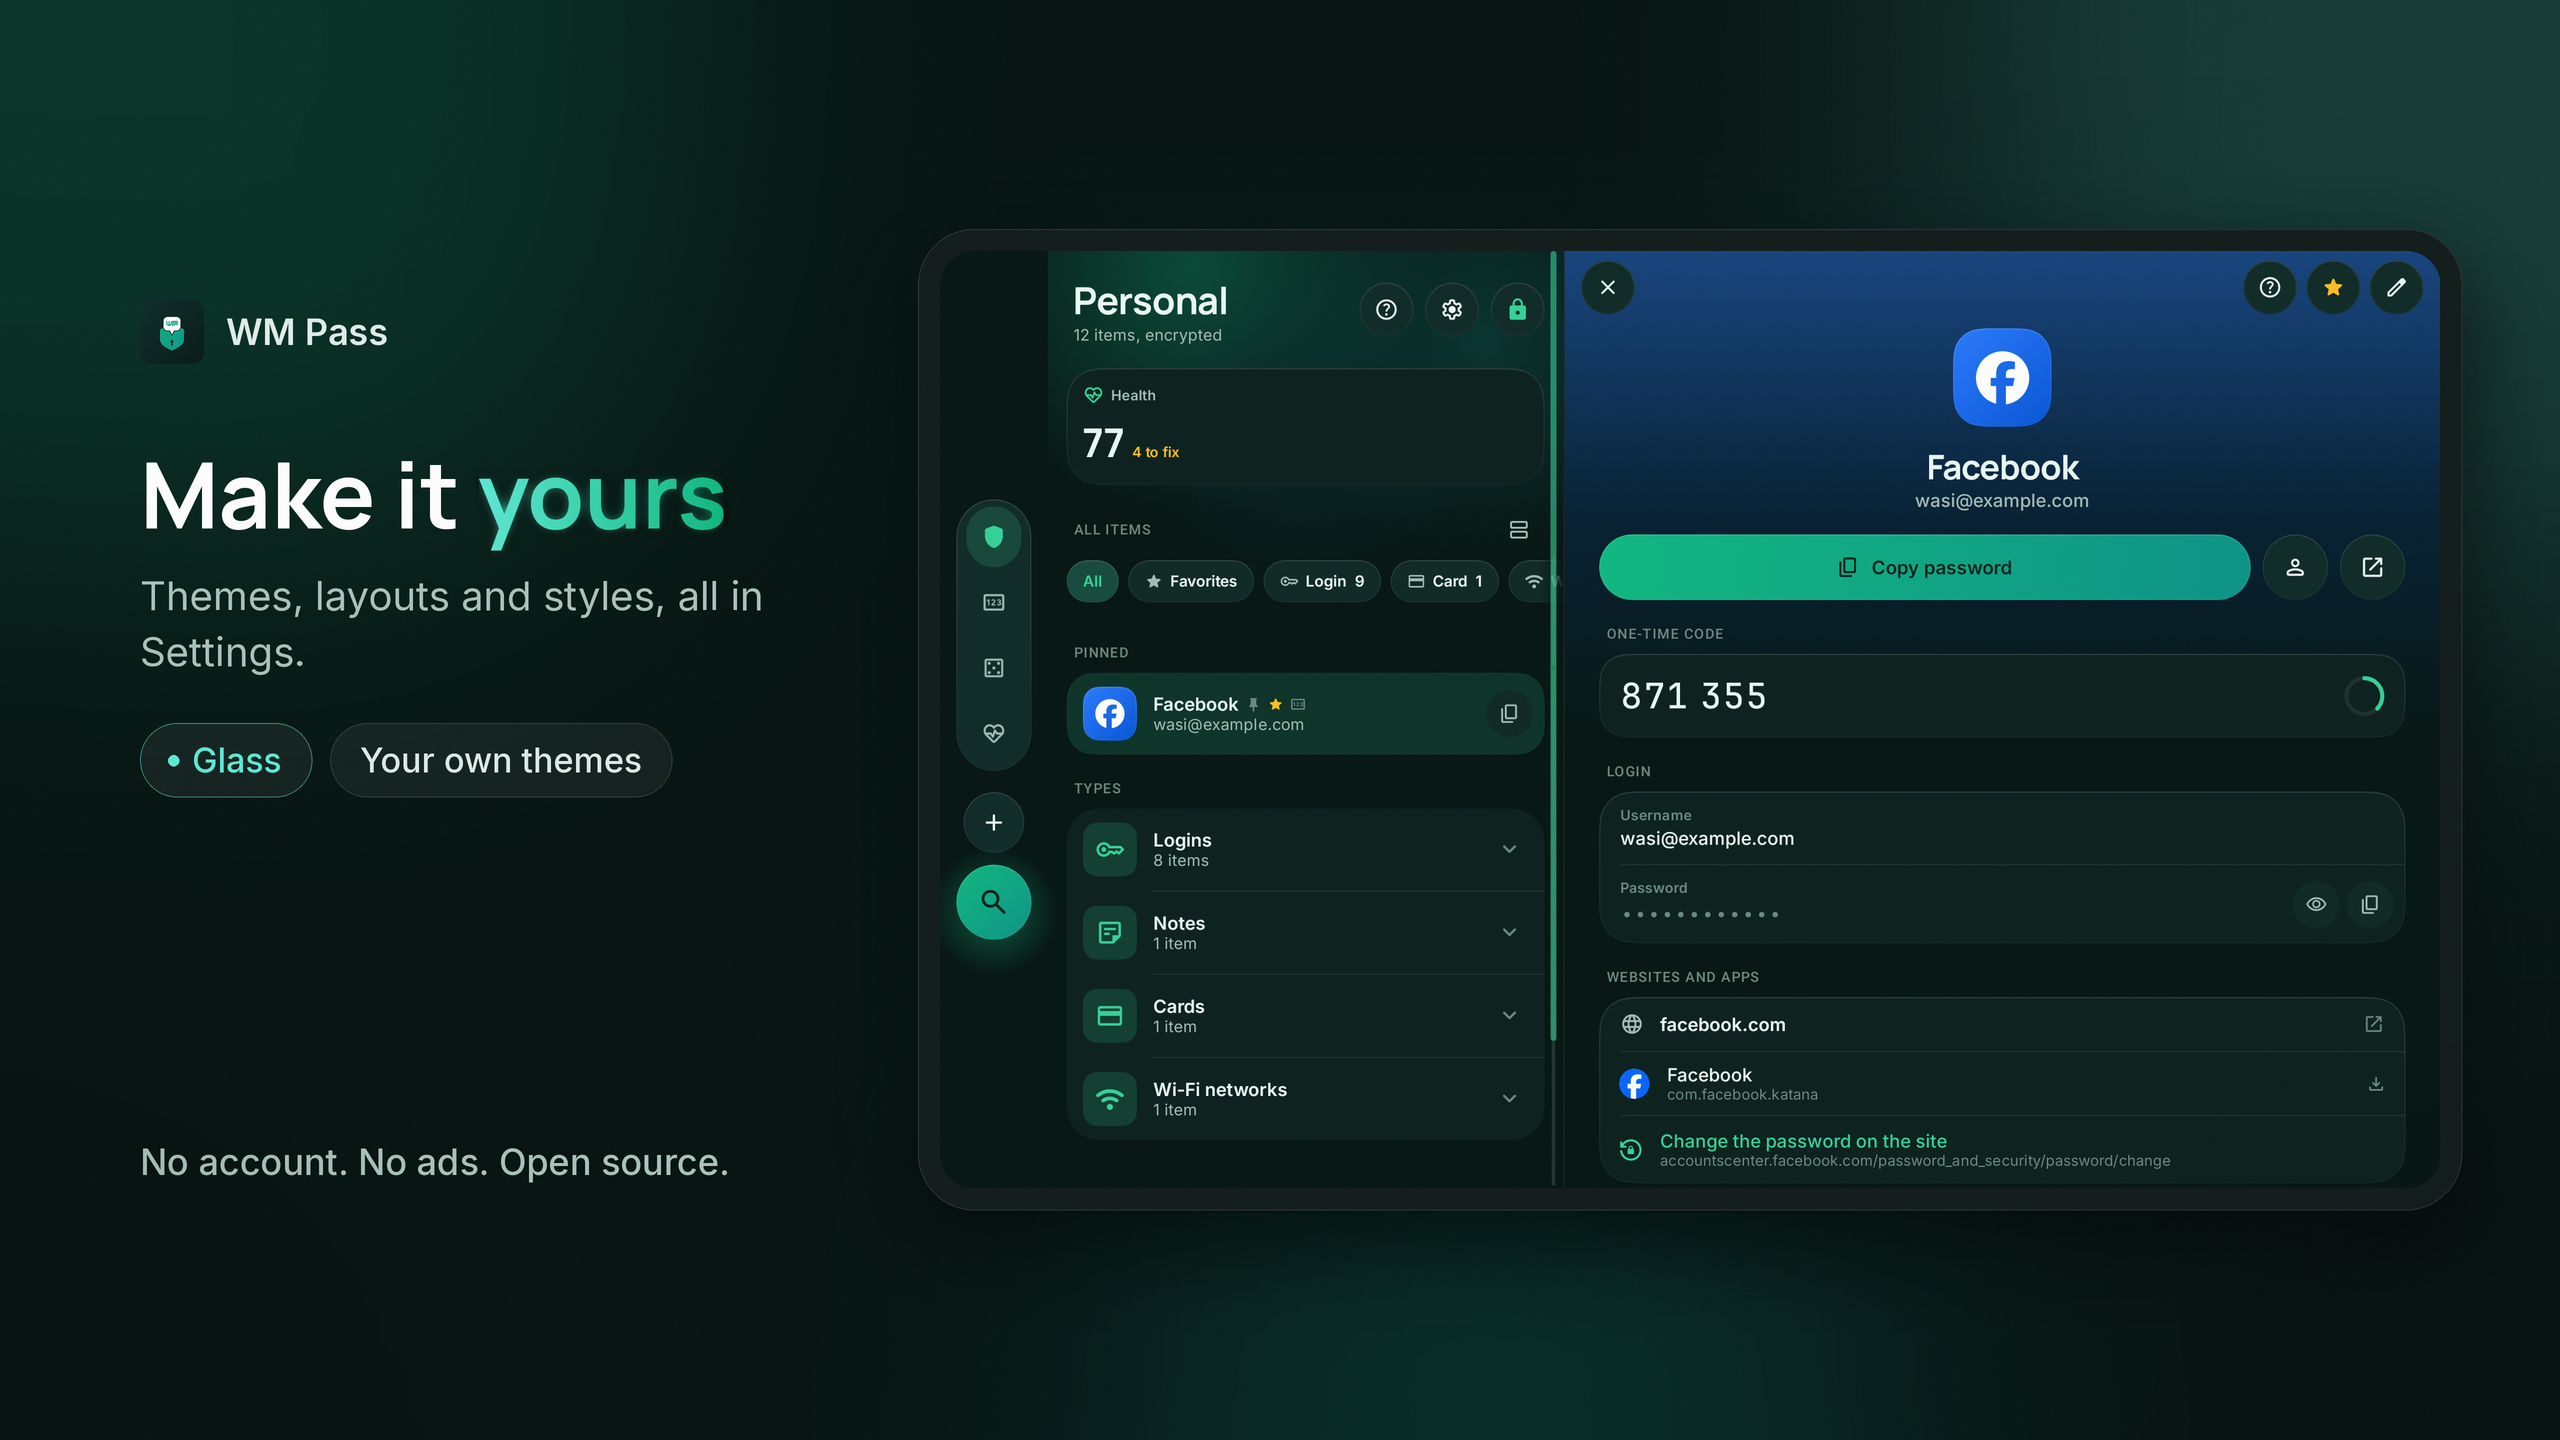 WM Pass
Make it yours
Themes, layouts and styles, all in
Settings.
Glass
Your own themes
No account. No ads. Open source.
Personal
12 items, encrypted
Health
77 4 to fix
ALL ITEMS
All
Favorites
Login 9
Card 1
PINNED
Facebook
wasi@example.com
TYPES
Logins
8 items
Notes
1 item
Cards
1 item
Wi-Fi networks
1 item
Facebook
wasi@example.com
Copy password
ONE-TIME CODE
871 355
LOGIN
Username
wasi@example.com
Password
••••••••••••
WEBSITES AND APPS
facebook.com
Facebook
com.facebook.katana
Change the password on the site
accountscenter.facebook.com/password_and_security/password/change